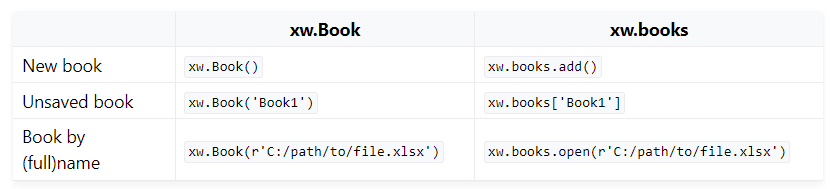 xw.Book xw.books
New book xw.Book() xw.books.add()
Unsaved book xw.Book('Book1') xw.books['Book1']
Book by
(full)name xw.Book(r'C:/path/to/file.xlsx') xw.books.open(r'C:/path/to/file.xlsx')